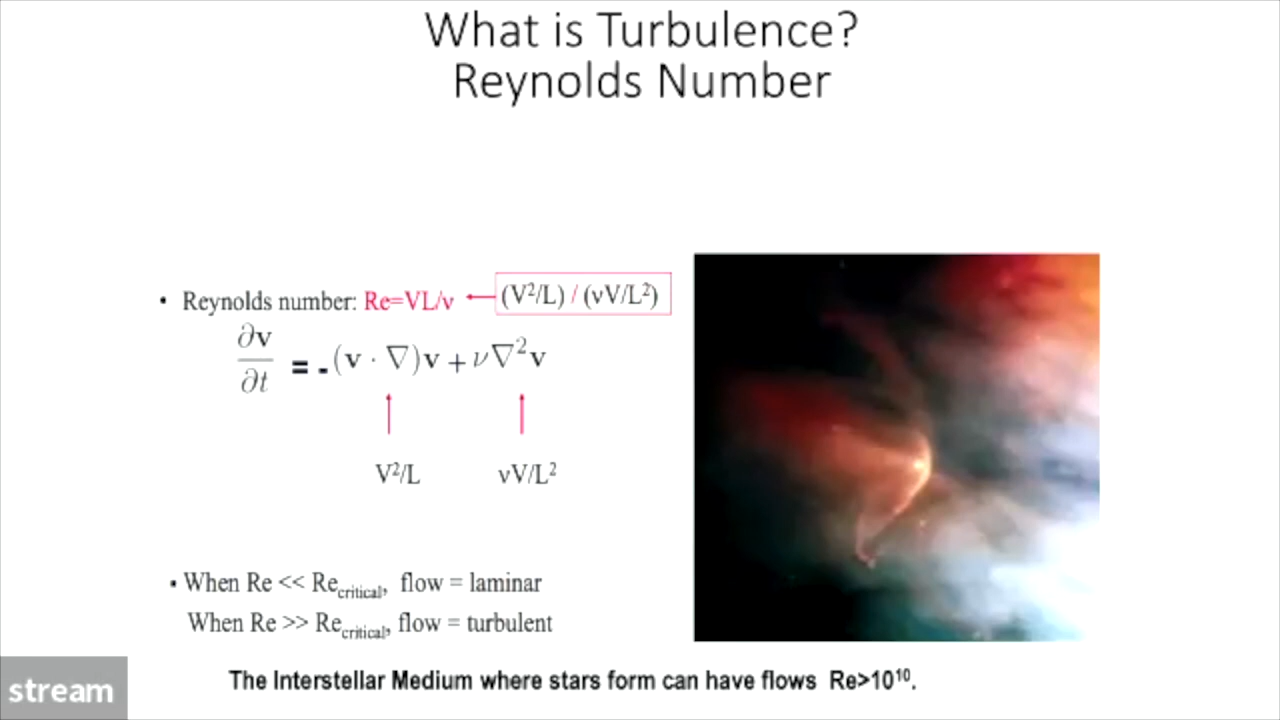 What is Turbulence?
Reynolds Number
• Reynolds number: Re=VL/ν ← (V²/L) / (νV/L²)
∂v/∂t = -(v · ∇)v + ν∇²v
V²/L νV/L²
▪ When Re << Re_critical, flow = laminar
When Re >> Re_critical, flow = turbulent
The Interstellar Medium where stars form can have flows Re>10¹⁰.
stream